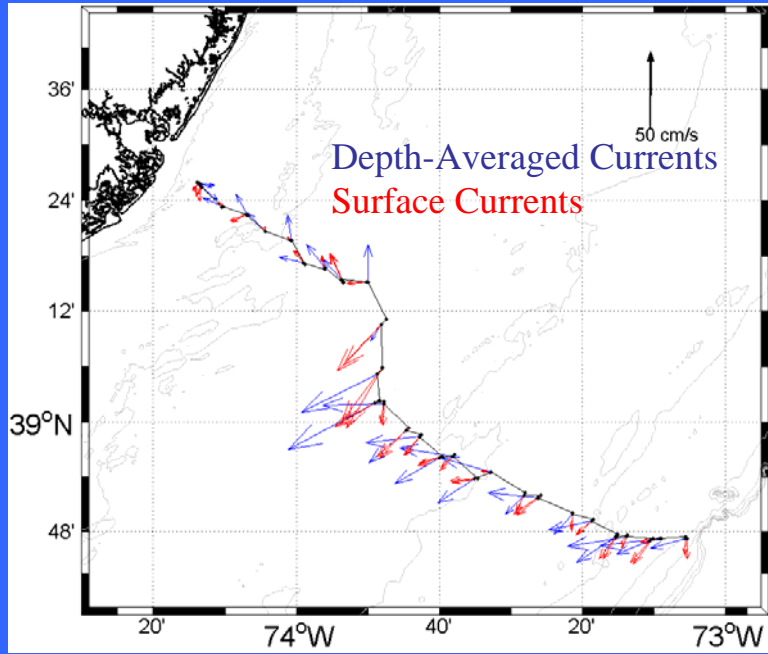 36'
50 cm/s
Depth-Averaged Currents
24'
Surface Currents
12'
39°N
48'
20' 74°W 40' 20' 73°W